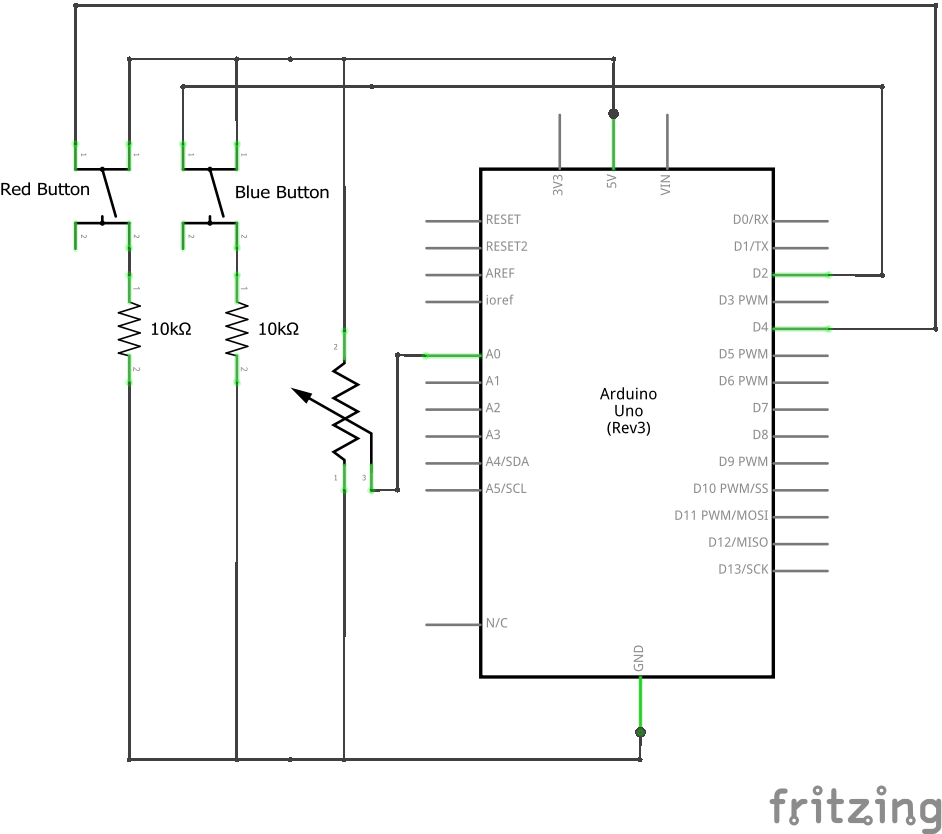 1 1 1 1
Red Button
Blue Button
2 2 2 2
1 1
10kΩ 10kΩ
2 2
2
1 3
3V3 5V VIN
RESET D0/RX
RESET2 D1/TX
AREF D2
ioref D3 PWM
D4
A0 D5 PWM
A1 D6 PWM
A2 D7
A3 D8
A4/SDA D9 PWM
A5/SCL D10 PWM/SS
D11 PWM/MOSI
D12/MISO
D13/SCK
Arduino
Uno
(Rev3)
N/C
GND
fritzing